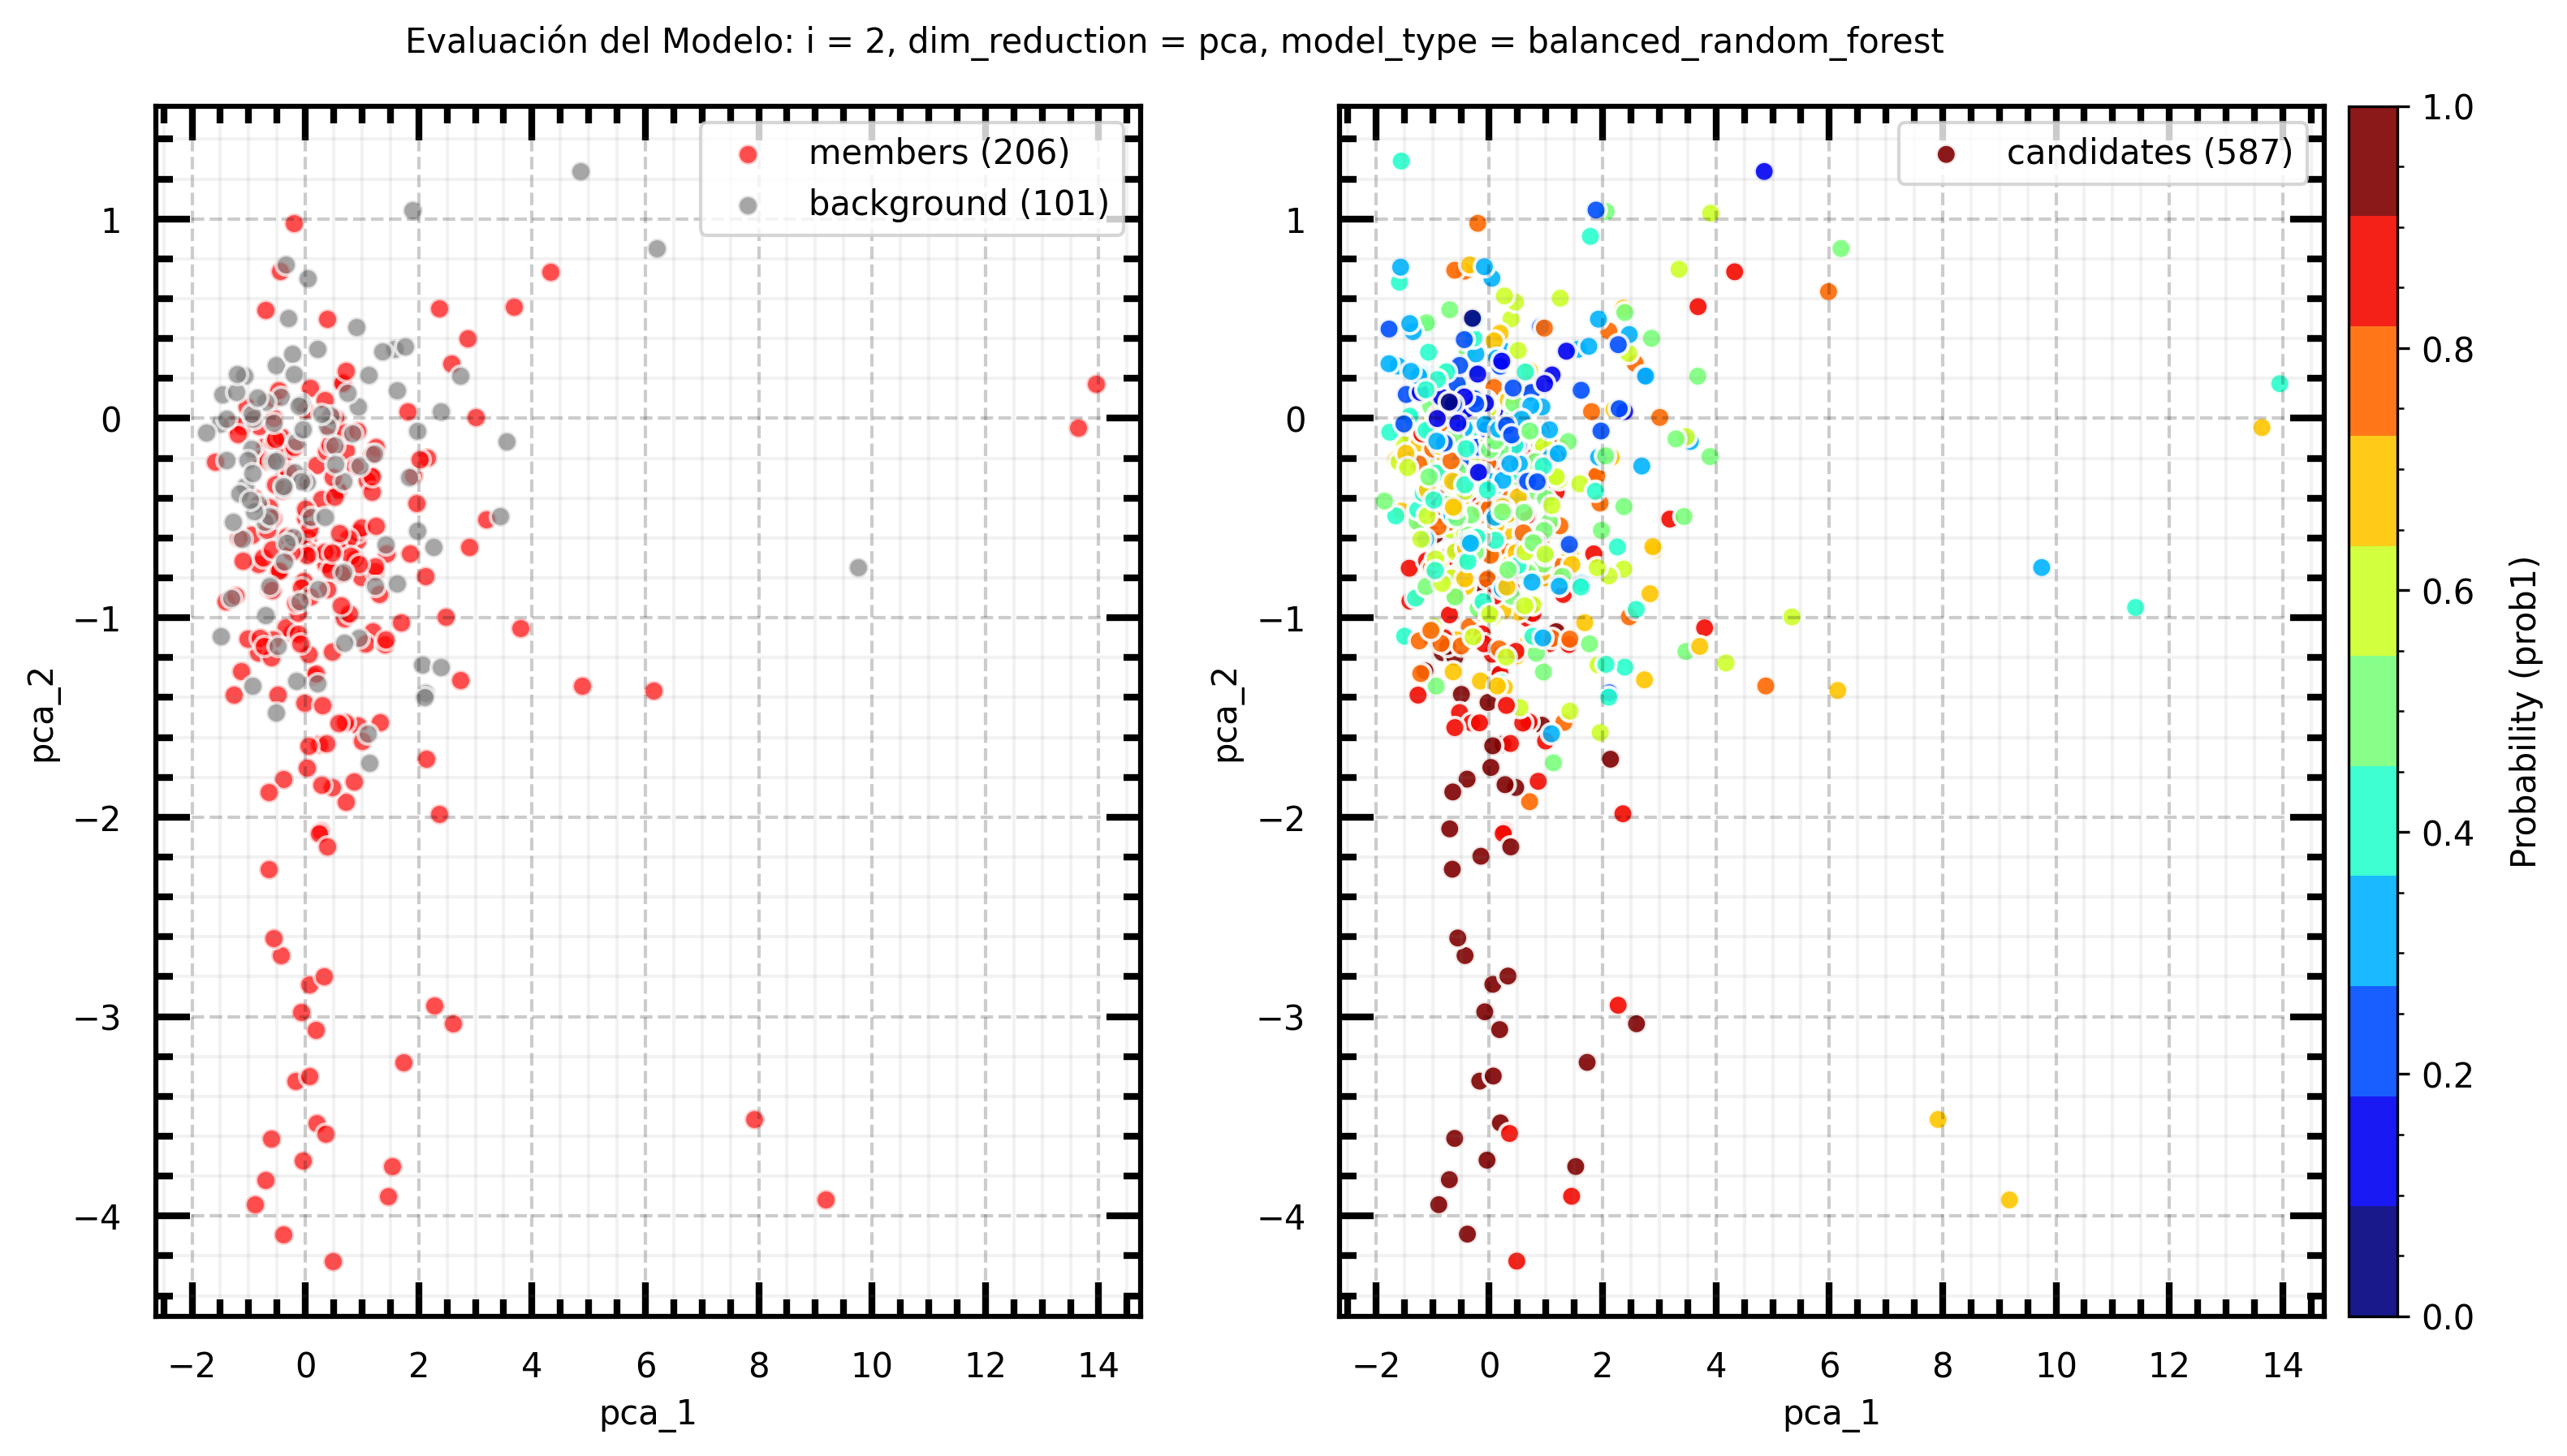 Evaluación del Modelo: i = 2, dim_reduction = pca, model_type = balanced_random_forest
members (206)
background (101)
1
0
−1
−2
−3
−4
pca_2
−2 0 2 4 6 8 10 12 14
pca_1
candidates (587)
1
0
−1
−2
−3
−4
pca_2
−2 0 2 4 6 8 10 12 14
pca_1
1.0
0.8
0.6
0.4
0.2
0.0
Probability (prob1)